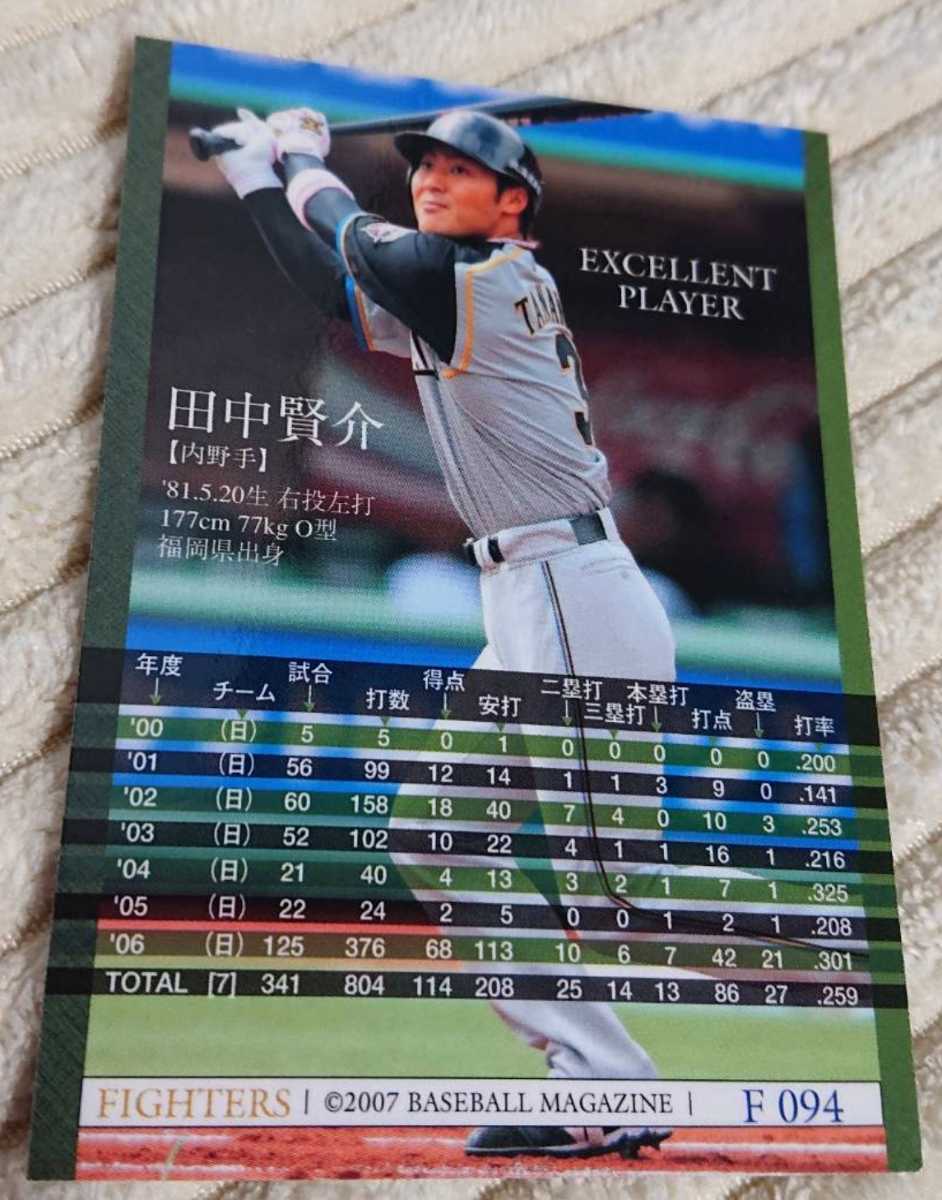 EXCELLENT
PLAYER
田中賢介
【内野手】
'81.5.20生 右投左打
177cm 77kg O型
福岡県出身
年度 チーム 試合 打数 得点 安打 二塁打 三塁打 本塁打 打点 盗塁 打率
'00 （日） 5 5 0 1 0 0 0 0 0 .200
'01 （日） 56 99 12 14 1 1 3 9 0 .141
'02 （日） 60 158 18 40 7 4 0 10 3 .253
'03 （日） 52 102 10 22 4 1 1 16 1 .216
'04 （日） 21 40 4 13 3 2 1 7 1 .325
'05 （日） 22 24 2 5 0 0 1 2 1 .208
'06 （日） 125 376 68 113 10 6 7 42 21 .301
TOTAL [7] 341 804 114 208 25 14 13 86 27 .259
FIGHTERS | ©2007 BASEBALL MAGAZINE | F 094